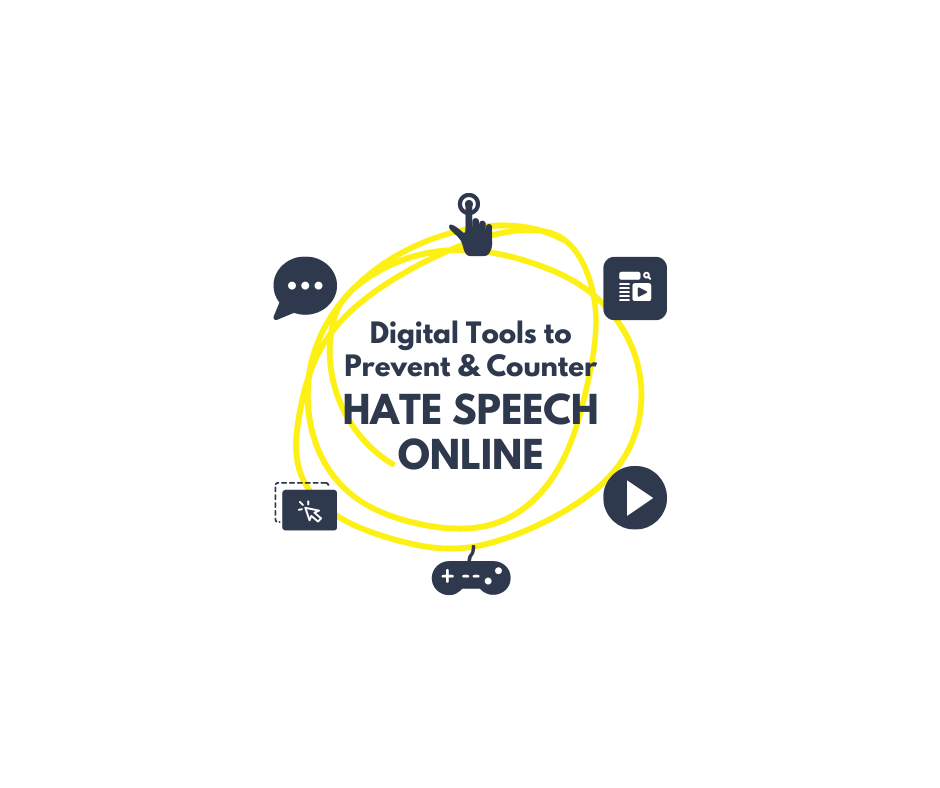 Digital Tools to
Prevent & Counter
HATE SPEECH
ONLINE